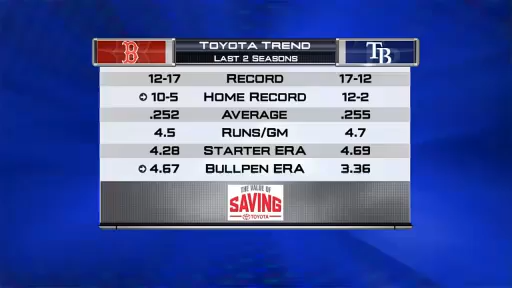 TOYOTA TREND
LAST 2 SEASONS
B
TB
12-17 RECORD 17-12
10-5 HOME RECORD 12-2
.252 AVERAGE .255
4.5 RUNS/GM 4.7
4.28 STARTER ERA 4.69
4.67 BULLPEN ERA 3.36
THE VALUE OF
SAVING
TOYOTA